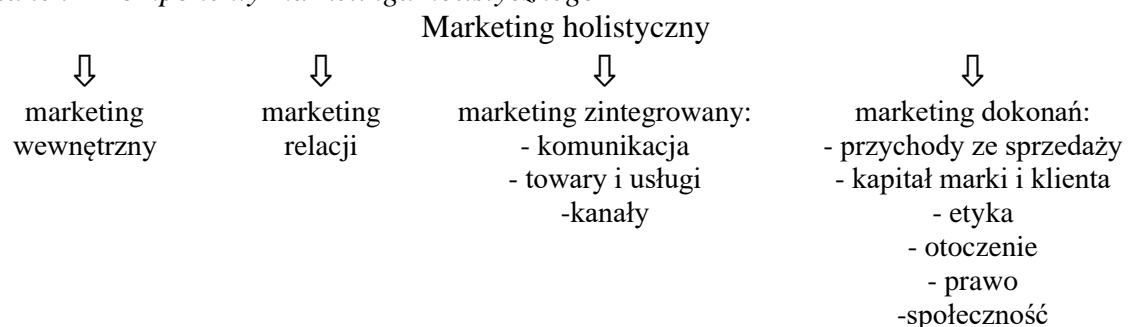 Marketing holistyczny
marketing wewnętrzny
marketing relacji
marketing zintegrowany:
- komunikacja
- towary i usługi
-kanały
marketing dokonań:
- przychody ze sprzedaży
- kapitał marki i klienta
- etyka
- otoczenie
- prawo
-społeczność